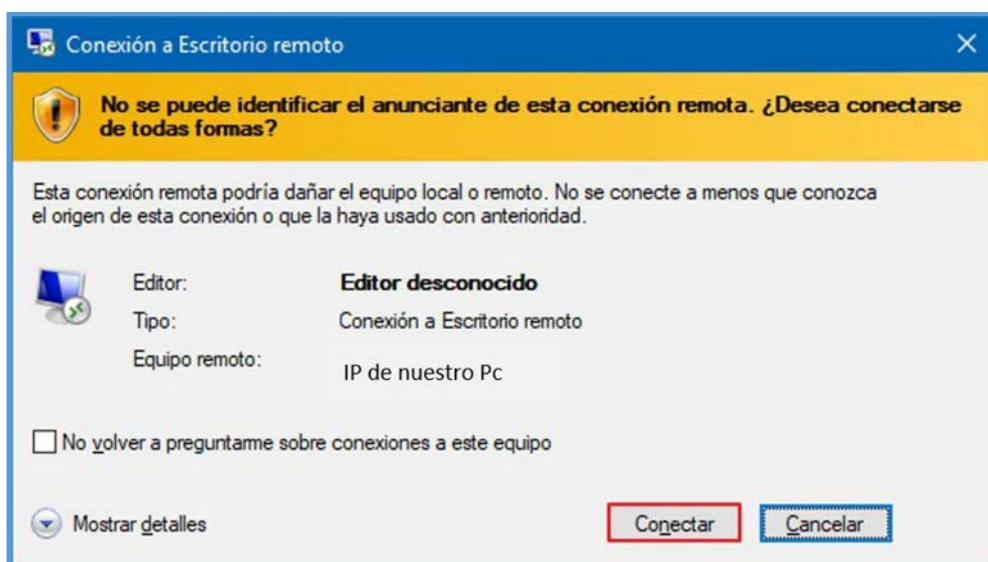 Conexión a Escritorio remoto
No se puede identificar el anunciante de esta conexión remota. ¿Desea conectarse
de todas formas?
Esta conexión remota podría dañar el equipo local o remoto. No se conecte a menos que conozca
el origen de esta conexión o que la haya usado con anterioridad.
Editor: Editor desconocido
Tipo: Conexión a Escritorio remoto
Equipo remoto: IP de nuestro Pc
No volver a preguntarme sobre conexiones a este equipo
Mostrar detalles Conectar Cancelar